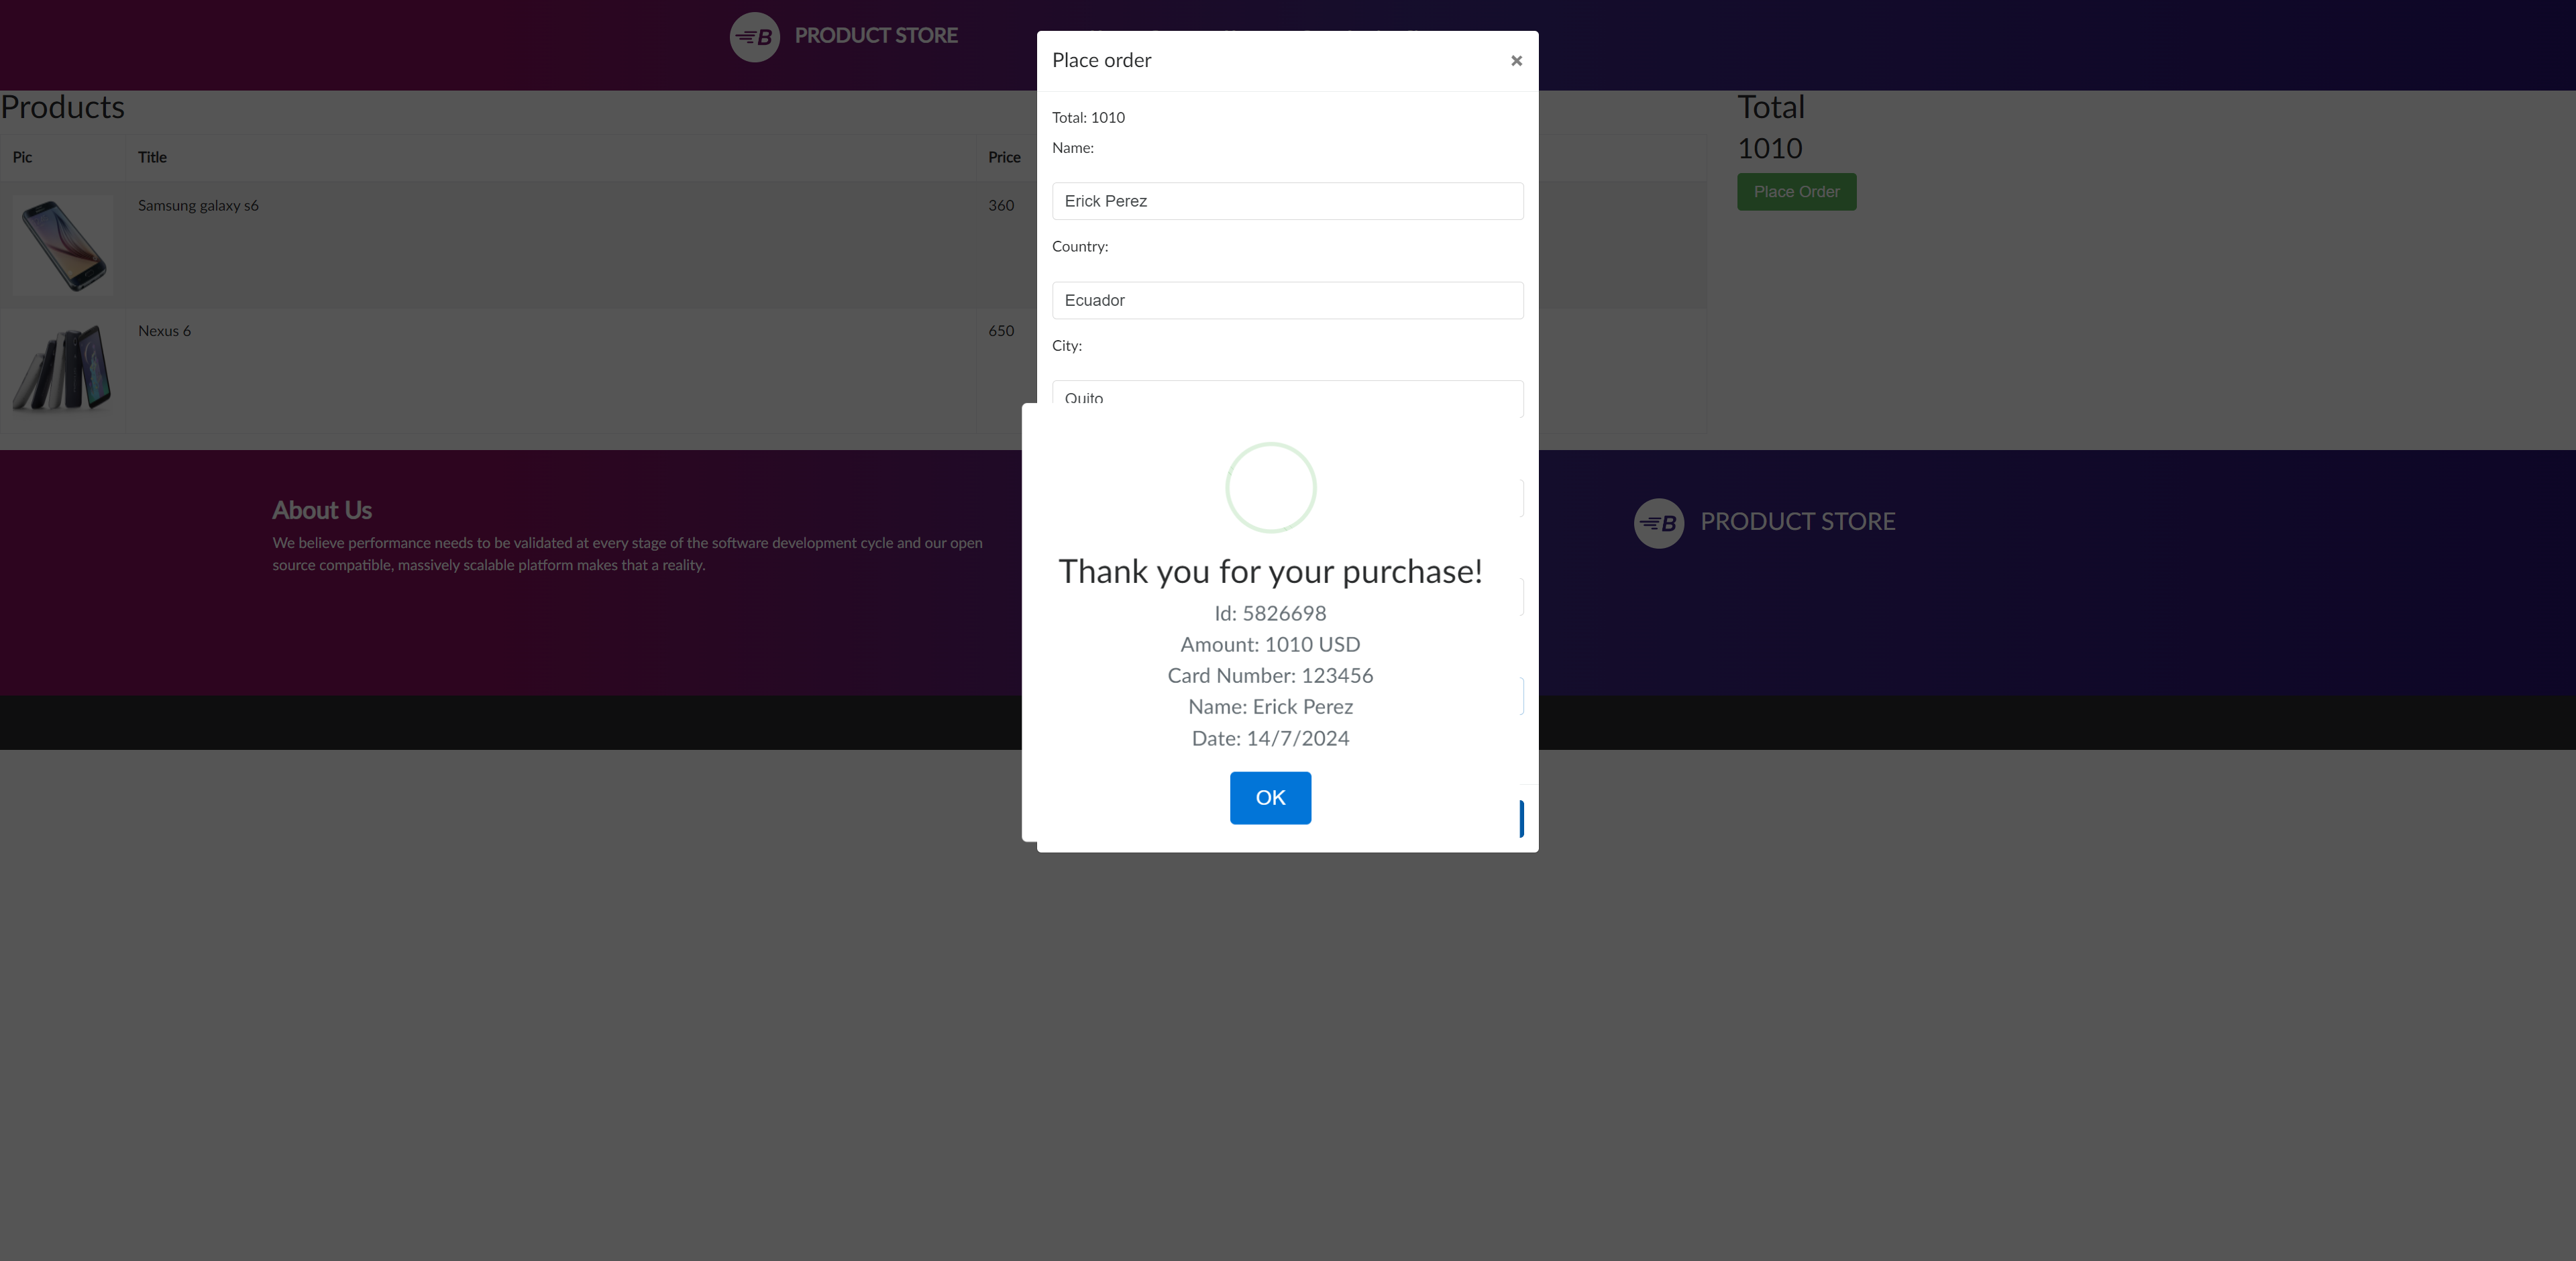 PRODUCT STORE
Place order
×
Products
Total
Total: 1010
1010
Name:
Pic Title Price
Place Order
Erick Perez
Samsung galaxy s6 360
Country:
Ecuador
Nexus 6 650
City:
Quito
About Us
We believe performance needs to be validated at every stage of the software development cycle and our open
source compatible, massively scalable platform makes that a reality.
B PRODUCT STORE
Thank you for your purchase!
Id: 5826698
Amount: 1010 USD
Card Number: 123456
Name: Erick Perez
Date: 14/7/2024
OK